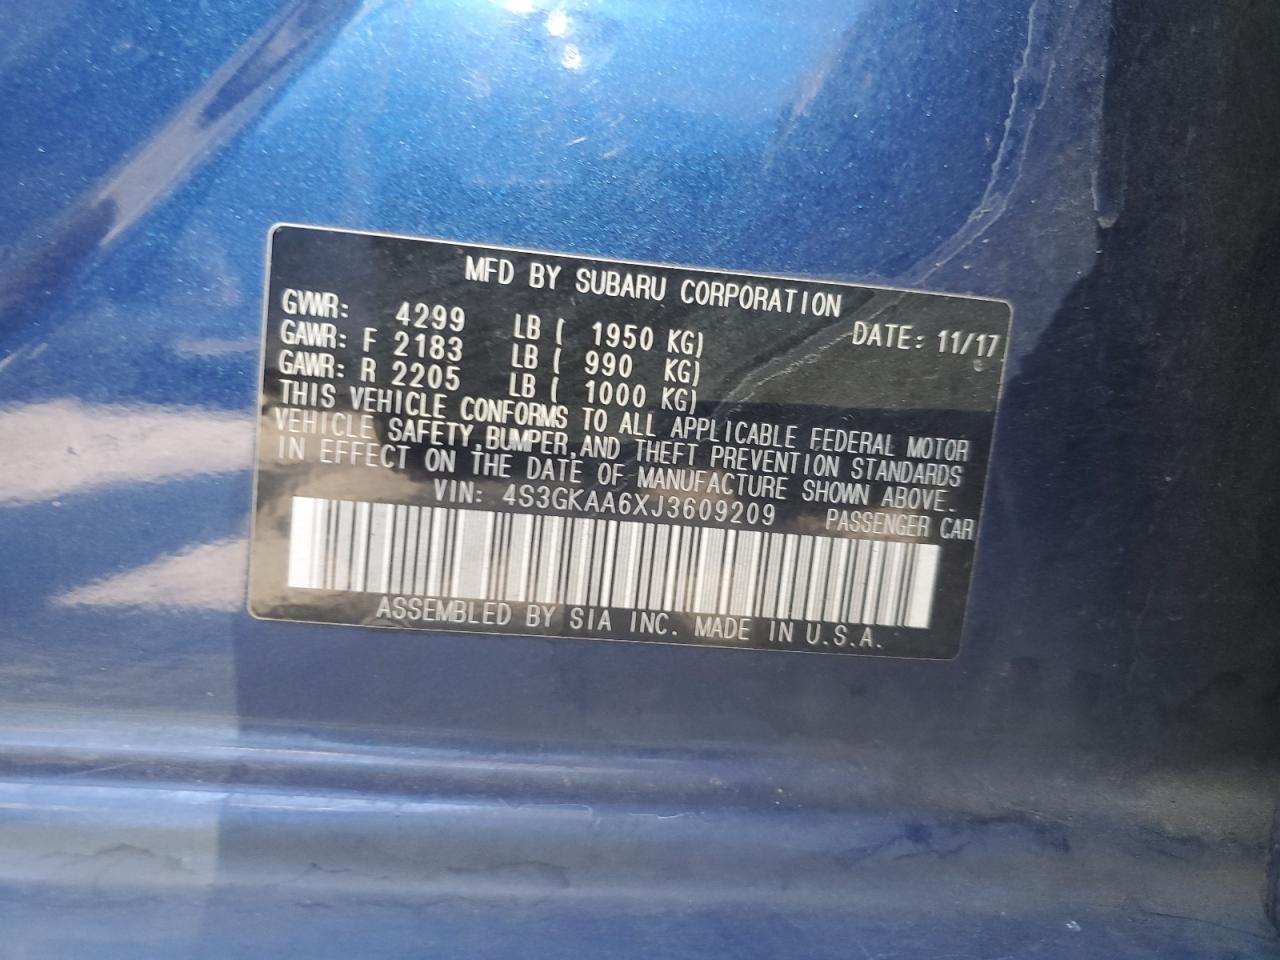 MFD BY SUBARU CORPORATION
GVWR: 4299 LB ( 1950 KG) DATE: 11/17
GAWR: F 2183 LB ( 990 KG)
GAWR: R 2205 LB ( 1000 KG)
THIS VEHICLE CONFORMS TO ALL APPLICABLE FEDERAL MOTOR
VEHICLE SAFETY, BUMPER, AND THEFT PREVENTION STANDARDS
IN EFFECT ON THE DATE OF MANUFACTURE SHOWN ABOVE.
VIN: 4S3GKAA6XJ3609209 PASSENGER CAR
ASSEMBLED BY SIA INC. MADE IN U.S.A.